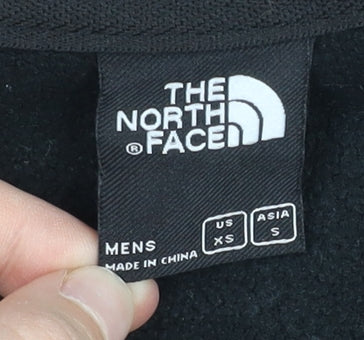 THE
NORTH
® FACE
US ASIA
XS S
MENS
MADE IN CHINA